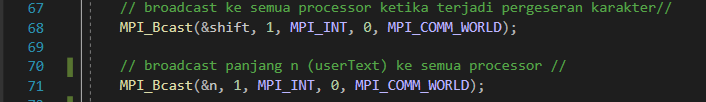 67 // broadcast ke semua processor ketika terjadi pergeseran karakter//
68 MPI_Bcast(&shift, 1, MPI_INT, 0, MPI_COMM_WORLD);
69
70 // broadcast panjang n (userText) ke semua processor //
71 MPI_Bcast(&n, 1, MPI_INT, 0, MPI_COMM_WORLD);